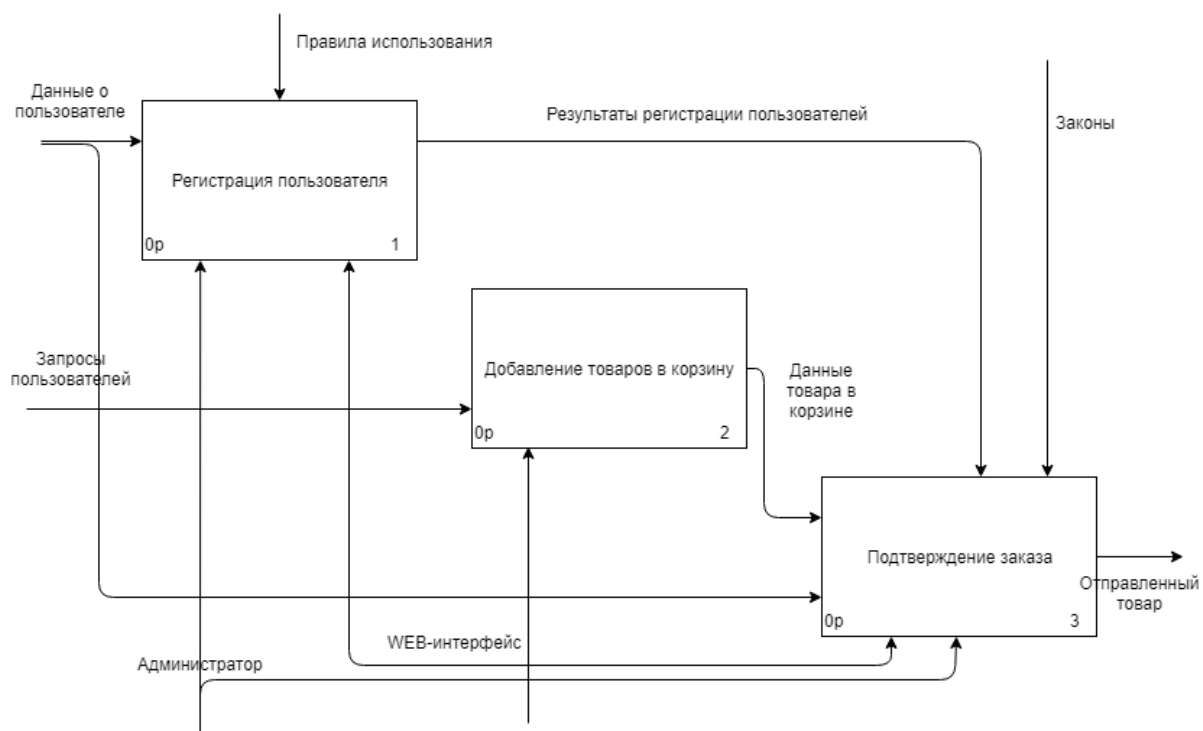 Правила использования
Данные о
пользователе
Результаты регистрации пользователей
Законы
Регистрация пользователя
0р
1
Запросы
пользователей
Добавление товаров в корзину
0р
2
Данные
товара в
корзине
Подтверждение заказа
0р
3
Отправленный
товар
WEB-интерфейс
Администратор